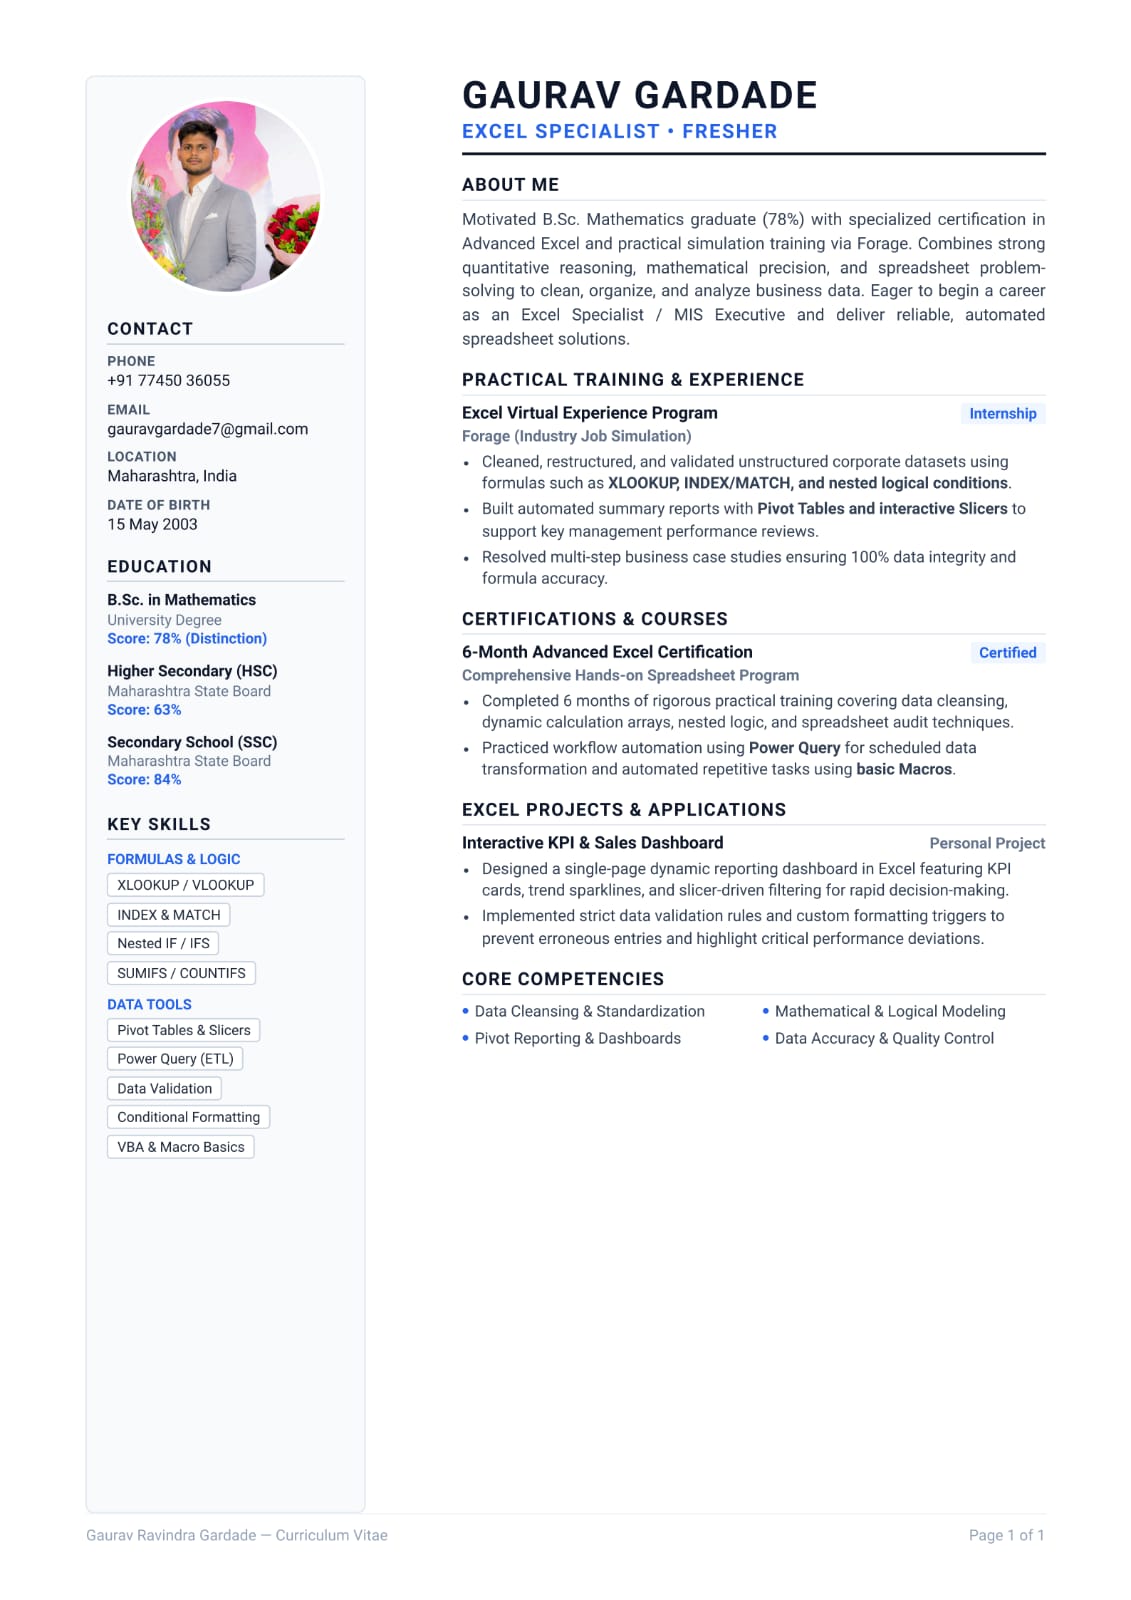 CONTACT
PHONE
+91 77450 36055
EMAIL
gauravgardade7@gmail.com
LOCATION
Maharashtra, India
DATE OF BIRTH
15 May 2003
EDUCATION
B.Sc. in Mathematics
University Degree
Score: 78% (Distinction)
Higher Secondary (HSC)
Maharashtra State Board
Score: 63%
Secondary School (SSC)
Maharashtra State Board
Score: 84%
KEY SKILLS
FORMULAS & LOGIC
XLOOKUP / VLOOKUP
INDEX & MATCH
Nested IF / IFS
SUMIFS / COUNTIFS
DATA TOOLS
Pivot Tables & Slicers
Power Query (ETL)
Data Validation
Conditional Formatting
VBA & Macro Basics
GAURAV GARDADE
EXCEL SPECIALIST • FRESHER
ABOUT ME
Motivated B.Sc. Mathematics graduate (78%) with specialized certification in
Advanced Excel and practical simulation training via Forage. Combines strong
quantitative reasoning, mathematical precision, and spreadsheet problem-
solving to clean, organize, and analyze business data. Eager to begin a career
as an Excel Specialist / MIS Executive and deliver reliable, automated
spreadsheet solutions.
PRACTICAL TRAINING & EXPERIENCE
Excel Virtual Experience Program Internship
Forage (Industry Job Simulation)
• Cleaned, restructured, and validated unstructured corporate datasets using
formulas such as XLOOKUP, INDEX/MATCH, and nested logical conditions.
• Built automated summary reports with Pivot Tables and interactive Slicers to
support key management performance reviews.
• Resolved multi-step business case studies ensuring 100% data integrity and
formula accuracy.
CERTIFICATIONS & COURSES
6-Month Advanced Excel Certification Certified
Comprehensive Hands-on Spreadsheet Program
• Completed 6 months of rigorous practical training covering data cleansing,
dynamic calculation arrays, nested logic, and spreadsheet audit techniques.
• Practiced workflow automation using Power Query for scheduled data
transformation and automated repetitive tasks using basic Macros.
EXCEL PROJECTS & APPLICATIONS
Interactive KPI & Sales Dashboard Personal Project
• Designed a single-page dynamic reporting dashboard in Excel featuring KPI
cards, trend sparklines, and slicer-driven filtering for rapid decision-making.
• Implemented strict data validation rules and custom formatting triggers to
prevent erroneous entries and highlight critical performance deviations.
CORE COMPETENCIES
• Data Cleansing & Standardization • Mathematical & Logical Modeling
• Pivot Reporting & Dashboards • Data Accuracy & Quality Control
Gaurav Ravindra Gardade — Curriculum Vitae Page 1 of 1